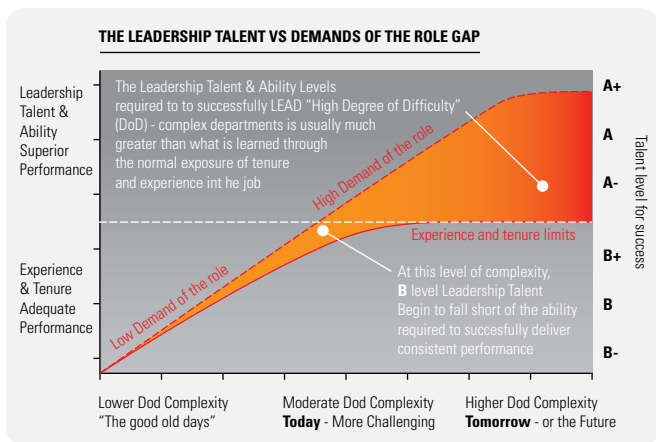 THE LEADERSHIP TALENT VS DEMANDS OF THE ROLE GAP
Leadership
Talent &
Ability
Superior
Performance
Experience
& Tenure
Adequate
Performance
The Leadership Talent & Ability Levels
required to to successfully LEAD “High Degree of Difficulty”
(DoD) - complex departments is usually much
greater than what is learned through
the normal exposure of tenure
and experience int he job
High Demand of the role
Low Demand of the role
Experience and tenure limits
At this level of complexity,
B level Leadership Talent
Begin to fall short of the ability
required to succesfully deliver
consistent performance
A+
A
A-
B+
B
B-
Talent level for success
Lower Dod Complexity
“The good old days”
Moderate Dod Complexity
Today - More Challenging
Higher Dod Complexity
Tomorrow - or the Future